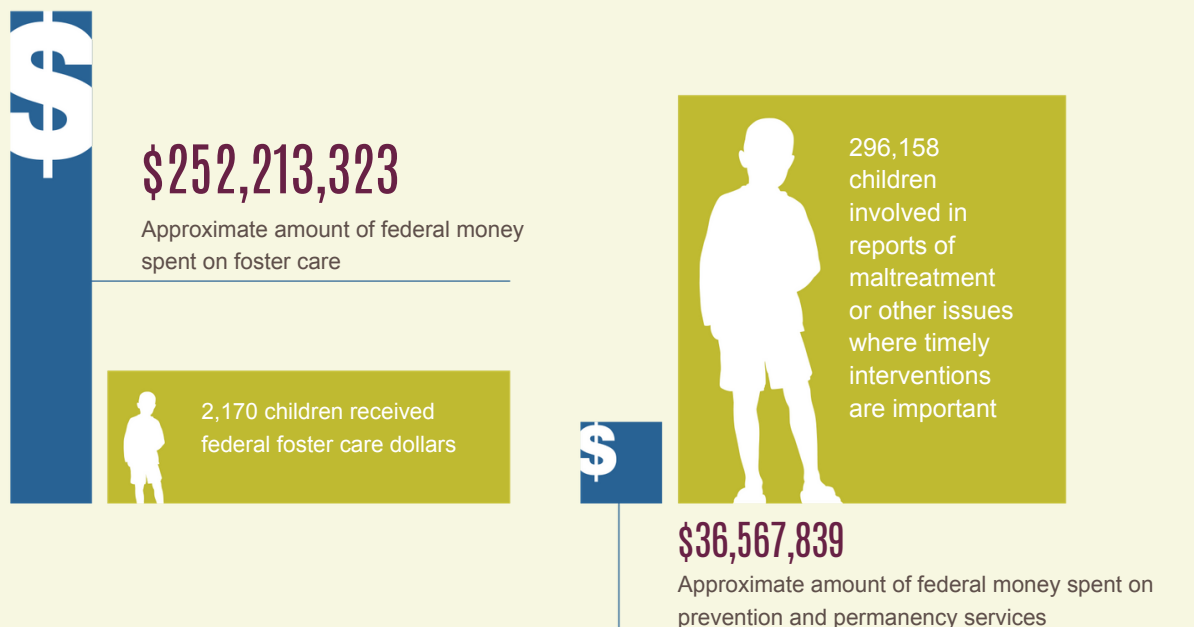 $
$252,213,323
Approximate amount of federal money
spent on foster care
2,170 children received
federal foster care dollars
296,158
children
involved in
reports of
maltreatment
or other issues
where timely
interventions
are important
$
$36,567,839
Approximate amount of federal money spent on
prevention and permanency services